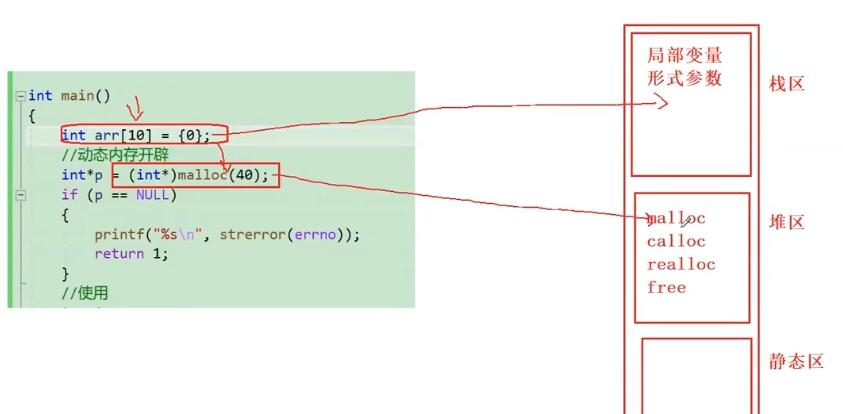 int main()
{
int arr[10] = {0};
//动态内存开辟
int*p = (int*)malloc(40);
if (p == NULL)
{
printf("%s\n", strerror(errno));
return 1;
}
//使用
局部变量
形式参数
栈区
malloc
calloc
realloc
free
堆区
静态区